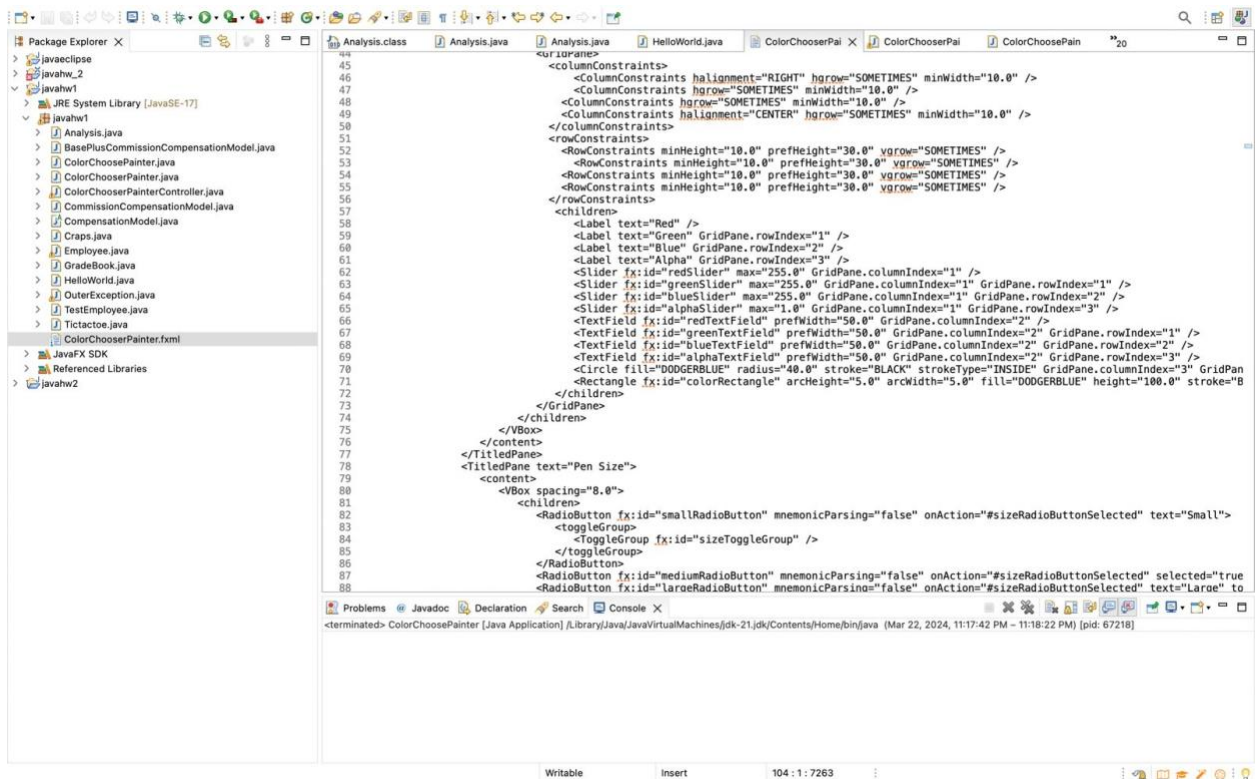 Package Explorer
javaeclipse
javahw_2
javahw1
JRE System Library [JavaSE-17]
javahw1
Analysis.java
BasePlusCommissionCompensationModel.java
ColorChoosePainter.java
ColorChooserPainter.java
ColorChooserPainterController.java
CommissionCompensationModel.java
CompensationModel.java
Craps.java
Employee.java
GradeBook.java
HelloWorld.java
OuterException.java
TestEmployee.java
Tictactoe.java
ColorChooserPainter.fxml
JavaFX SDK
Referenced Libraries
javahw2
Analysis.class Analysis.java Analysis.java HelloWorld.java ColorChooserPai ColorChooserPai ColorChoosePain »20
44 <GridPane>
45 <columnConstraints>
46 <ColumnConstraints halignment="RIGHT" hgrow="SOMETIMES" minWidth="10.0" />
47 <ColumnConstraints hgrow="SOMETIMES" minWidth="10.0" />
48 <ColumnConstraints hgrow="SOMETIMES" minWidth="10.0" />
49 <ColumnConstraints halignment="CENTER" hgrow="SOMETIMES" minWidth="10.0" />
50 </columnConstraints>
51 <rowConstraints>
52 <RowConstraints minHeight="10.0" prefHeight="30.0" vgrow="SOMETIMES" />
53 <RowConstraints minHeight="10.0" prefHeight="30.0" vgrow="SOMETIMES" />
54 <RowConstraints minHeight="10.0" prefHeight="30.0" vgrow="SOMETIMES" />
55 <RowConstraints minHeight="10.0" prefHeight="30.0" vgrow="SOMETIMES" />
56 </rowConstraints>
57 <children>
58 <Label text="Red" />
59 <Label text="Green" GridPane.rowIndex="1" />
60 <Label text="Blue" GridPane.rowIndex="2" />
61 <Label text="Alpha" GridPane.rowIndex="3" />
62 <Slider fx:id="redSlider" max="255.0" GridPane.columnIndex="1" />
63 <Slider fx:id="greenSlider" max="255.0" GridPane.columnIndex="1" GridPane.rowIndex="1" />
64 <Slider fx:id="blueSlider" max="255.0" GridPane.columnIndex="1" GridPane.rowIndex="2" />
65 <Slider fx:id="alphaSlider" max="1.0" GridPane.columnIndex="1" GridPane.rowIndex="3" />
66 <TextField fx:id="redTextField" prefWidth="50.0" GridPane.columnIndex="2" />
67 <TextField fx:id="greenTextField" prefWidth="50.0" GridPane.columnIndex="2" GridPane.rowIndex="1" />
68 <TextField fx:id="blueTextField" prefWidth="50.0" GridPane.columnIndex="2" GridPane.rowIndex="2" />
69 <TextField fx:id="alphaTextField" prefWidth="50.0" GridPane.columnIndex="2" GridPane.rowIndex="3" />
70 <Circle fill="DODGERBLUE" radius="40.0" stroke="BLACK" strokeType="INSIDE" GridPane.columnIndex="3" GridPan
71 <Rectangle fx:id="colorRectangle" arcHeight="5.0" arcWidth="5.0" fill="DODGERBLUE" height="100.0" stroke="B
72 </children>
73 </GridPane>
74 </children>
75 </VBox>
76 </content>
77 </TitledPane>
78 <TitledPane text="Pen Size">
79 <content>
80 <VBox spacing="8.0">
81 <children>
82 <RadioButton fx:id="smallRadioButton" mnemonicParsing="false" onAction="#sizeRadioButtonSelected" text="Small">
83 <toggleGroup>
84 <ToggleGroup fx:id="sizeToggleGroup" />
85 </toggleGroup>
86 </RadioButton>
87 <RadioButton fx:id="mediumRadioButton" mnemonicParsing="false" onAction="#sizeRadioButtonSelected" selected="true
88 <RadioButton fx:id="largeRadioButton" mnemonicParsing="false" onAction="#sizeRadioButtonSelected" text="Large" to
Problems Javadoc Declaration Search Console
<terminated> ColorChoosePainter [Java Application] /Library/Java/JavaVirtualMachines/jdk-21.jdk/Contents/Home/bin/java (Mar 22, 2024, 11:17:42 PM – 11:18:22 PM) [pid: 67218]
Writable Insert 104 : 1 : 7263